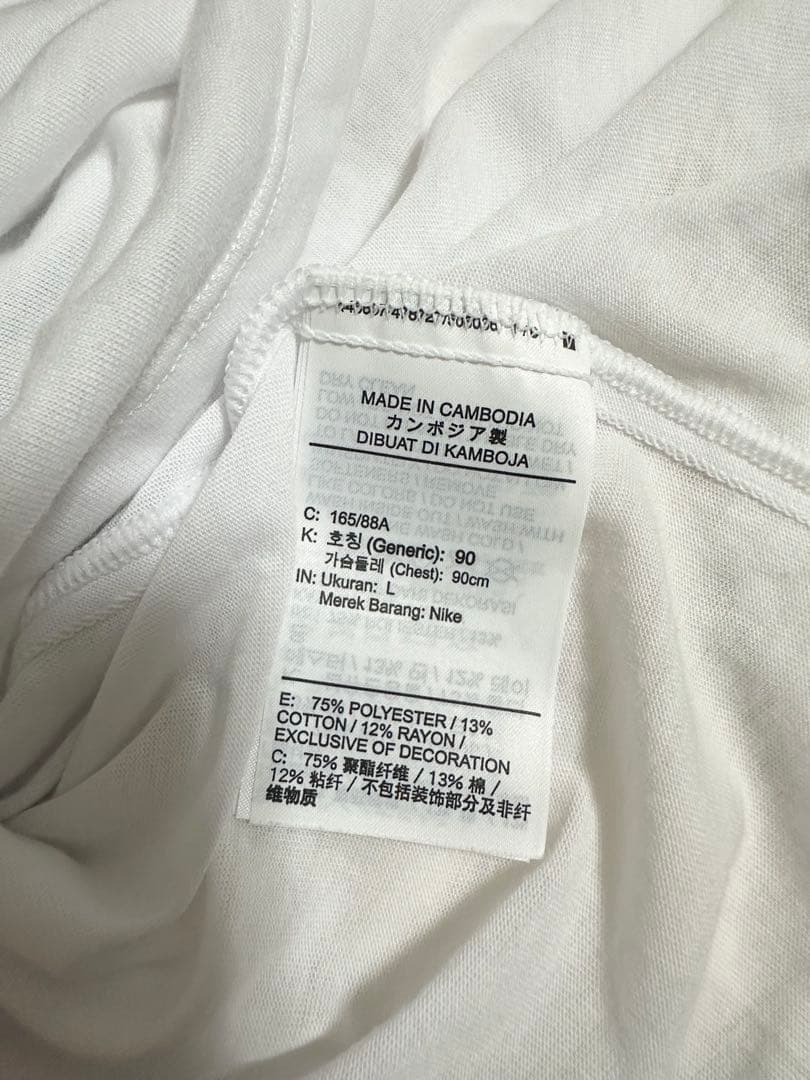 MADE IN CAMBODIA
カンボジア製
DIBUAT DI KAMBOJA
C: 165/88A
K: 호칭 (Generic): 90
가슴둘레 (Chest): 90cm
IN: Ukuran: L
Merek Barang: Nike
E: 75% POLYESTER / 13%
COTTON / 12% RAYON /
EXCLUSIVE OF DECORATION
C: 75% 聚酯纤维 / 13% 棉 /
12% 粘纤 / 不包括装饰部分及非纤
维物质